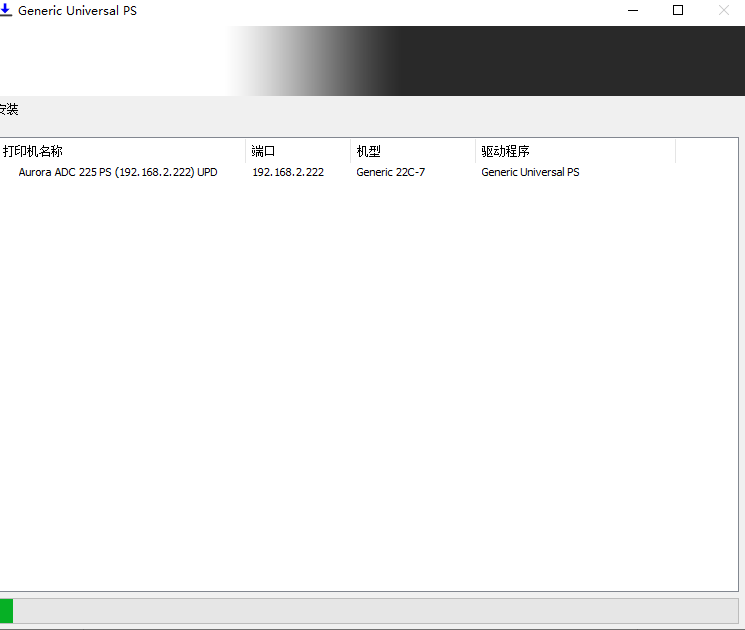 Generic Universal PS
安装
打印机名称 端口 机型 驱动程序
Aurora ADC 225 PS (192.168.2.222) UPD 192.168.2.222 Generic 22C-7 Generic Universal PS